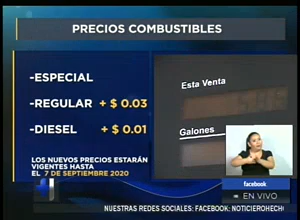 PRECIOS COMBUSTIBLES
-ESPECIAL
-REGULAR + $ 0.03
-DIESEL + $ 0.01
LOS NUEVOS PRECIOS ESTARÁN
VIGENTES HASTA
EL 7 DE SEPTIEMBRE 2020
Esta Venta
Galones
facebook
EN VIVO
NUESTRAS REDES SOCIALES: FACEBOOK: NOTICIEROHECH